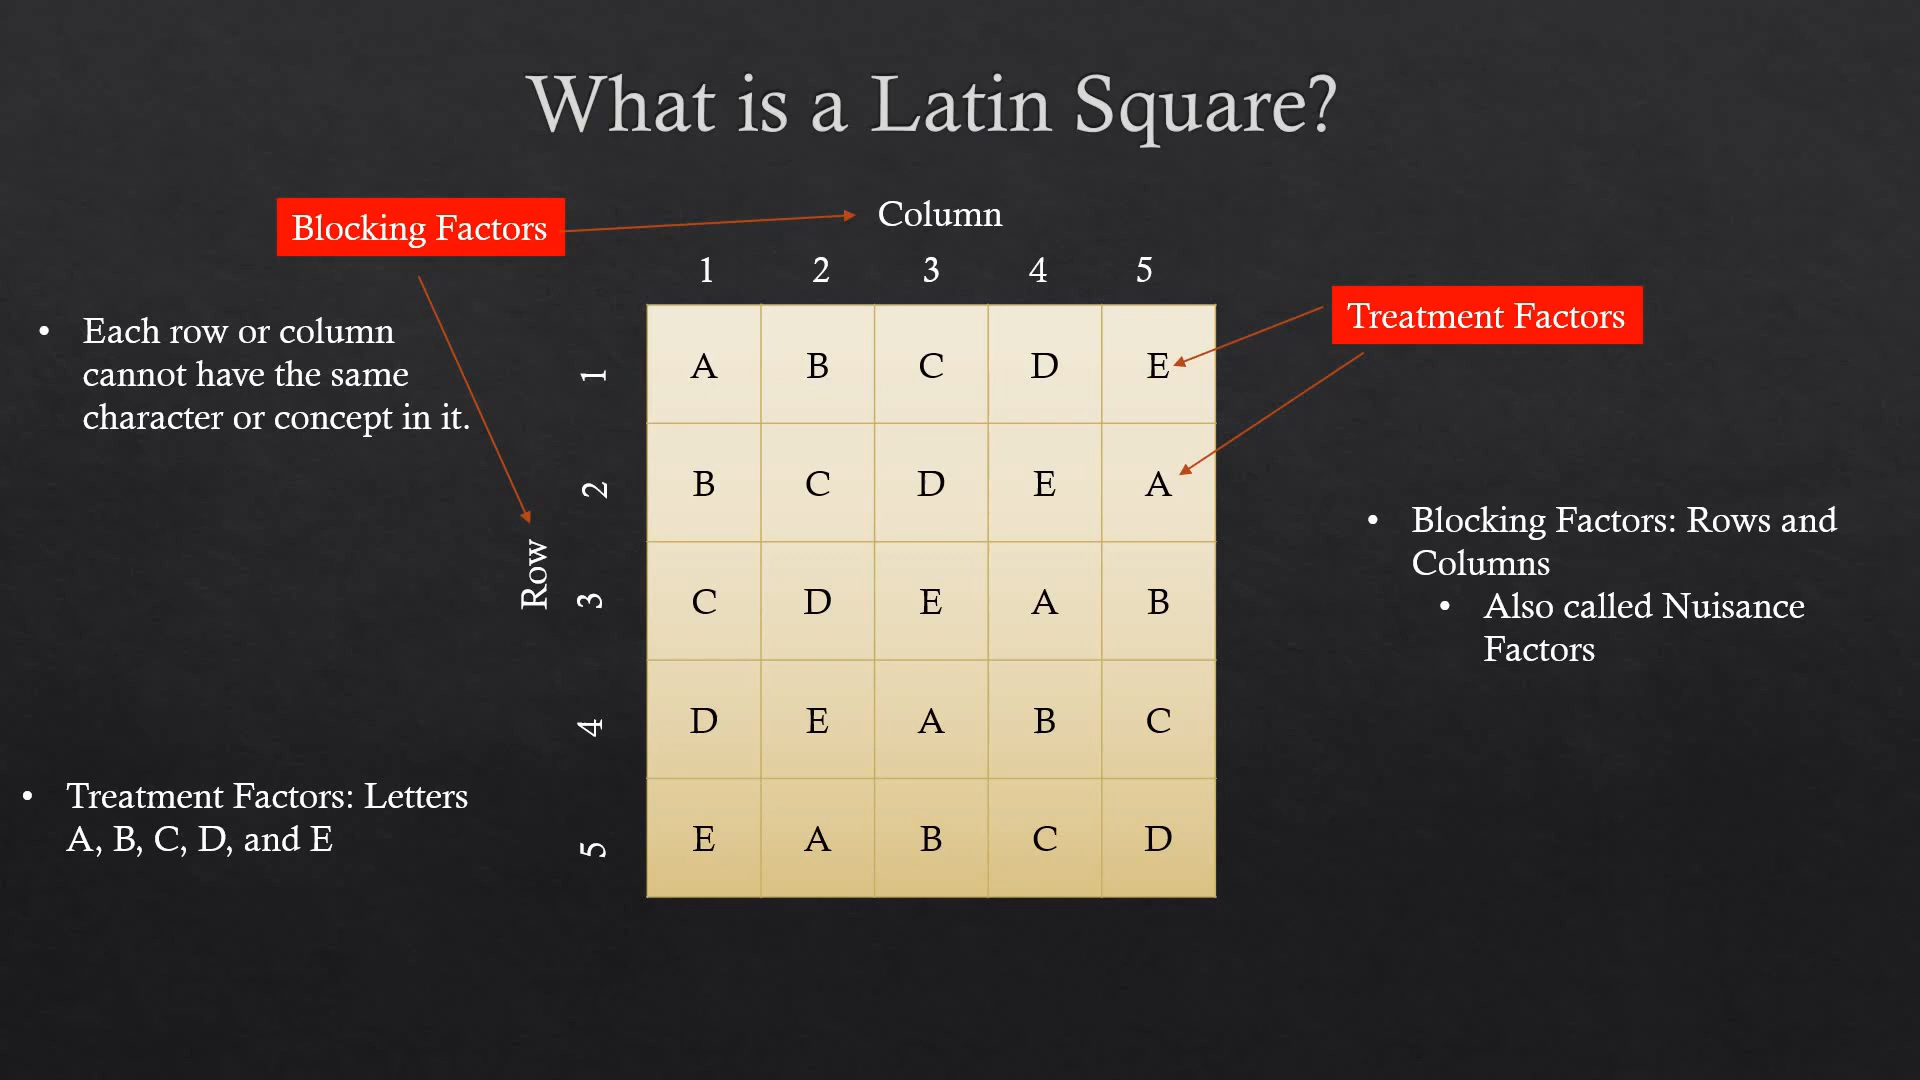 What is a Latin Square?
Blocking Factors
Column
1 2 3 4 5
Treatment Factors
• Each row or column
cannot have the same
character or concept in it.
Row
1 A B C D E
2 B C D E A
3 C D E A B
4 D E A B C
5 E A B C D
• Blocking Factors: Rows and
Columns
• Also called Nuisance
Factors
• Treatment Factors: Letters
A, B, C, D, and E